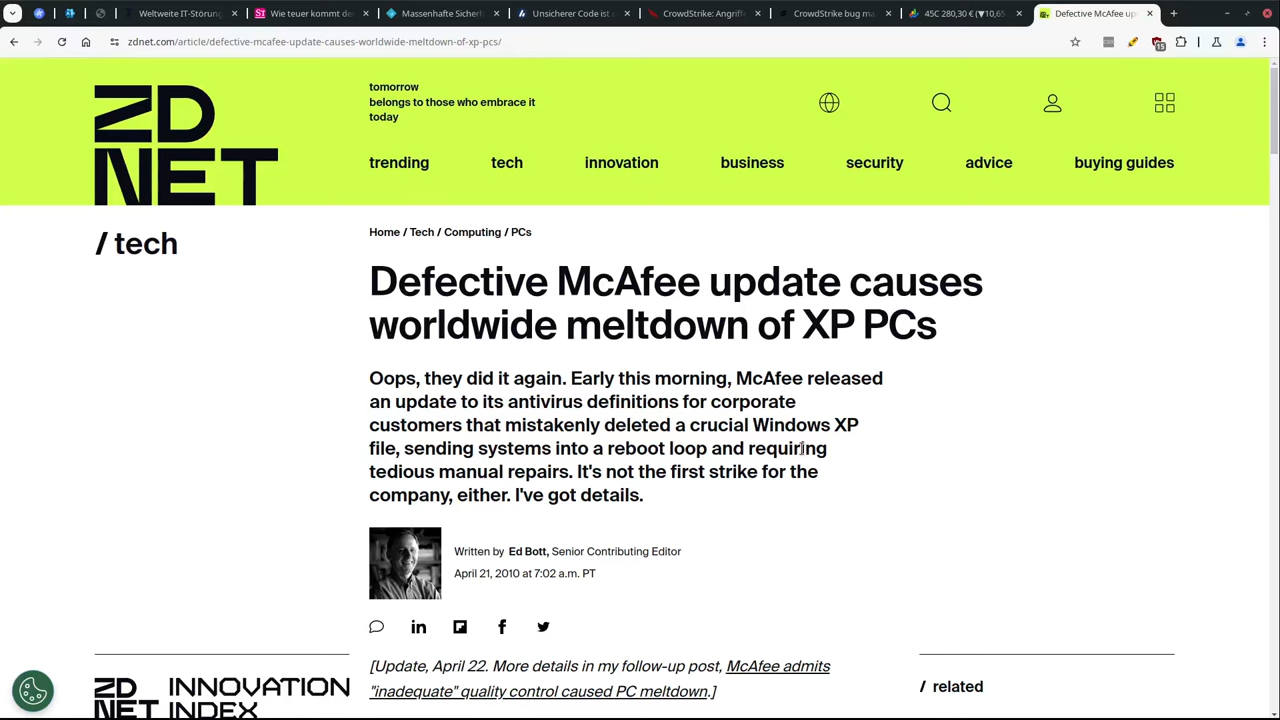 Weltweite IT-Störung
Wie teuer kommt der
Massenhafte Sicherh
Unsicherer Code ist
CrowdStrike: Angriffe
CrowdStrike bug ma
45C 280,30 € (▼10,65
Defective McAfee up
zdnet.com/article/defective-mcafee-update-causes-worldwide-meltdown-of-xp-pcs/
15
ZD
NET
tomorrow
belongs to those who embrace it
today
trending
tech
innovation
business
security
advice
buying guides
/ tech
Home / Tech / Computing / PCs
Defective McAfee update causes
worldwide meltdown of XP PCs
Oops, they did it again. Early this morning, McAfee released
an update to its antivirus definitions for corporate
customers that mistakenly deleted a crucial Windows XP
file, sending systems into a reboot loop and requiring
tedious manual repairs. It's not the first strike for the
company, either. I've got details.
Written by Ed Bott, Senior Contributing Editor
April 21, 2010 at 7:02 a.m. PT
[Update, April 22. More details in my follow-up post, McAfee admits
"inadequate" quality control caused PC meltdown.]
ZD
NET
INNOVATION
INDEX
/ related